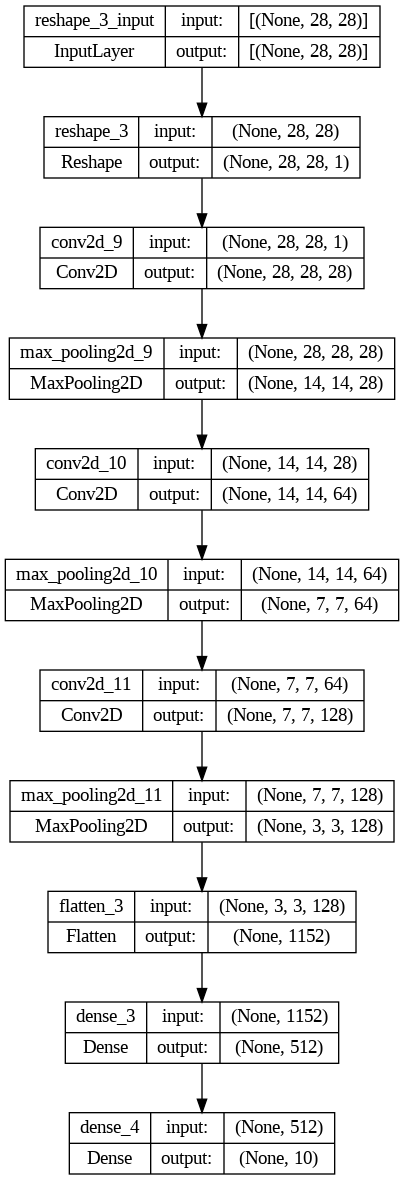 reshape_3_input input: [(None, 28, 28)]
InputLayer output: [(None, 28, 28)]
reshape_3 input: (None, 28, 28)
Reshape output: (None, 28, 28, 1)
conv2d_9 input: (None, 28, 28, 1)
Conv2D output: (None, 28, 28, 28)
max_pooling2d_9 input: (None, 28, 28, 28)
MaxPooling2D output: (None, 14, 14, 28)
conv2d_10 input: (None, 14, 14, 28)
Conv2D output: (None, 14, 14, 64)
max_pooling2d_10 input: (None, 14, 14, 64)
MaxPooling2D output: (None, 7, 7, 64)
conv2d_11 input: (None, 7, 7, 64)
Conv2D output: (None, 7, 7, 128)
max_pooling2d_11 input: (None, 7, 7, 128)
MaxPooling2D output: (None, 3, 3, 128)
flatten_3 input: (None, 3, 3, 128)
Flatten output: (None, 1152)
dense_3 input: (None, 1152)
Dense output: (None, 512)
dense_4 input: (None, 512)
Dense output: (None, 10)